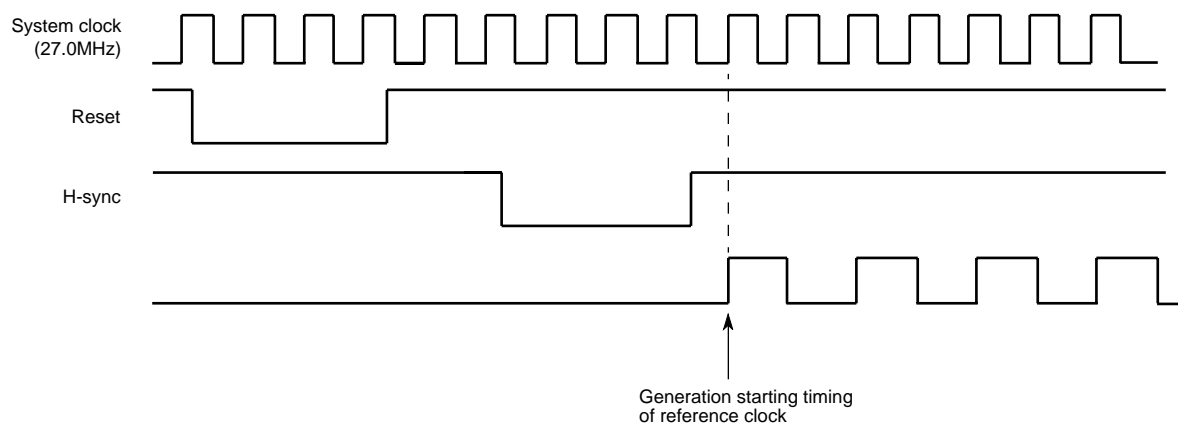 System clock
(27.0MHz)
Reset
H-sync
Generation starting timing
of reference clock